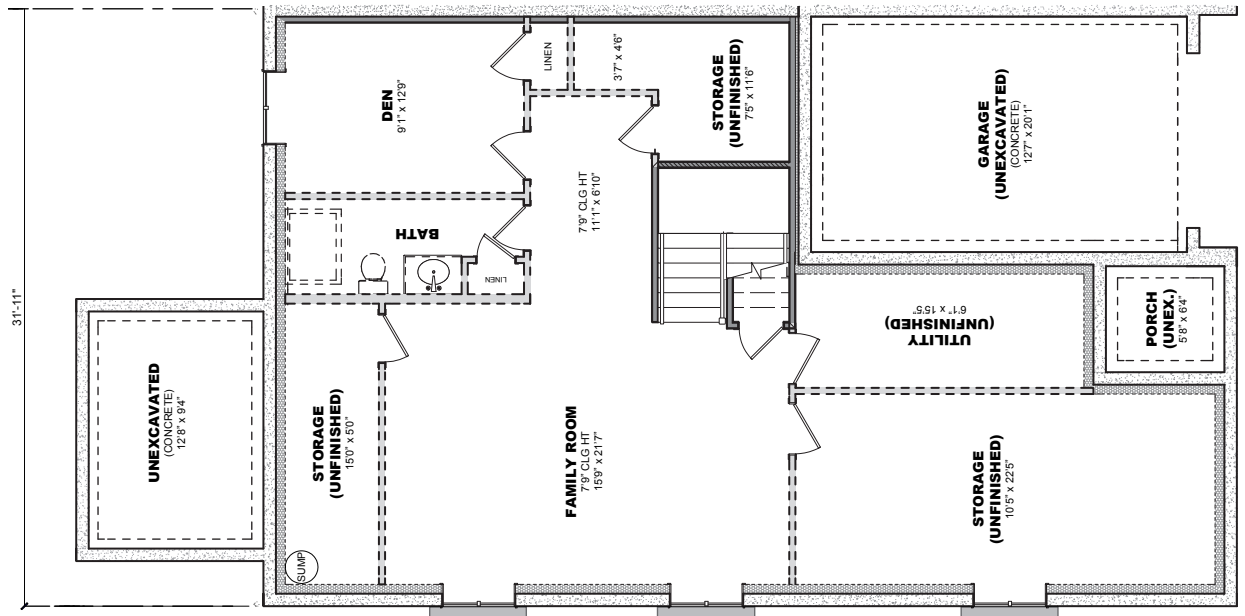 31'-11"
UNEXCAVATED
(CONCRETE)
12'8" x 9'4"
SUMP
STORAGE
(UNFINISHED)
15'0" x 5'0"
BATH
DEN
9'1" x 12'9"
LINEN
LINEN
FAMILY ROOM
7'9" CLG HT
15'9" x 21'7"
7'9" CLG HT
11'1" x 6'10"
3'7" x 4'6"
STORAGE
(UNFINISHED)
7'5" x 11'6"
UTILITY
(UNFINISHED)
6'1" x 15'5"
STORAGE
(UNFINISHED)
10'5" x 22'5"
GARAGE
(UNEXCAVATED)
(CONCRETE)
12'7" x 20'1"
PORCH
(UNEX.)
5'8" x 6'4"